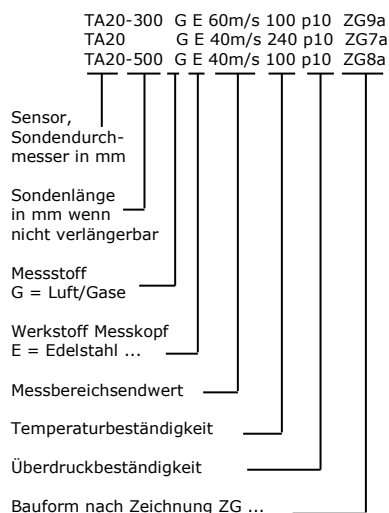 TA20-300 G E 60m/s 100 p10 ZG9a
TA20 G E 40m/s 240 p10 ZG7a
TA20-500 G E 40m/s 100 p10 ZG8a
Sensor,
Sondendurch-
messer in mm
Sondenlänge
in mm wenn
nicht verlängerbar
Messstoff
G = Luft/Gase
Werkstoff Messkopf
E = Edelstahl ...
Messbereichsendwert
Temperaturbeständigkeit
Überdruckbeständigkeit
Bauform nach Zeichnung ZG ...